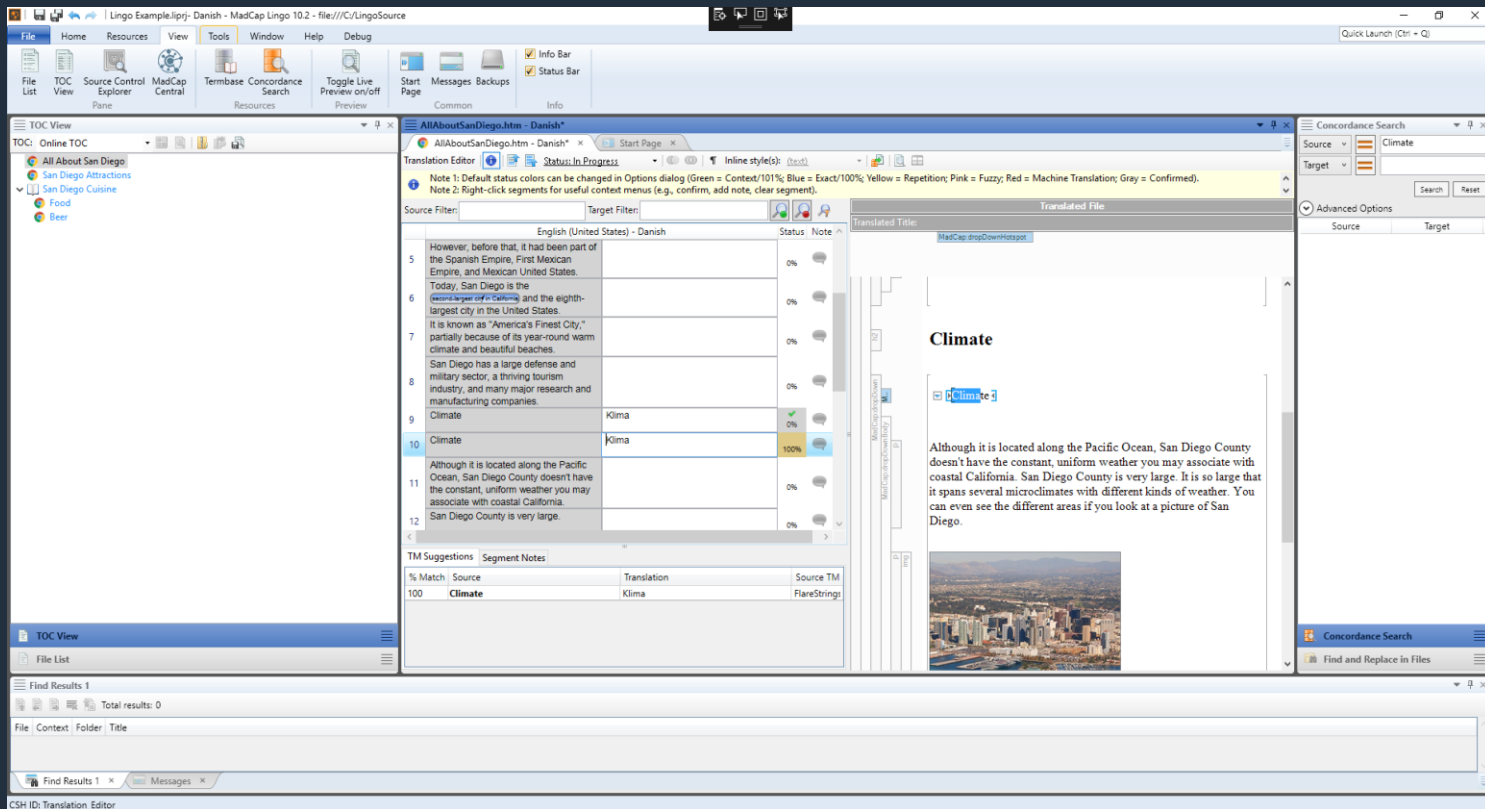 Lingo Example.liprj- Danish - MadCap Lingo 10.2 - file:///C:/LingoSource
File Home Resources View Tools Window Help Debug
Quick Launch (Ctrl + Q)
File List
TOC View
Source Control Explorer
MadCap Central
Pane
Termbase
Concordance Search
Resources
Toggle Live Preview on/off
Preview
Start Page
Messages
Backups
Common
Info Bar
Status Bar
Info
TOC View
TOC: Online TOC
All About San Diego
San Diego Attractions
San Diego Cuisine
Food
Beer
TOC View
File List
AllAboutSanDiego.htm - Danish*
AllAboutSanDiego.htm - Danish* × Start Page ×
Translation Editor Status: In Progress ¶ Inline style(s): (text)
Note 1: Default status colors can be changed in Options dialog (Green = Context/101%; Blue = Exact/100%; Yellow = Repetition; Pink = Fuzzy; Red = Machine Translation; Gray = Confirmed).
Note 2: Right-click segments for useful context menus (e.g., confirm, add note, clear segment).
Source Filter: Target Filter:
English (United States) - Danish Status Note
5 However, before that, it had been part of
the Spanish Empire, First Mexican
Empire, and Mexican United States.
0%
6 Today, San Diego is the
second-largest city in California and the eighth-
largest city in the United States.
0%
7 It is known as "America's Finest City,"
partially because of its year-round warm
climate and beautiful beaches.
0%
8 San Diego has a large defense and
military sector, a thriving tourism
industry, and many major research and
manufacturing companies.
0%
9 Climate Klima 0%
10 Climate Klima 100%
11 Although it is located along the Pacific
Ocean, San Diego County doesn't have
the constant, uniform weather you may
associate with coastal California.
0%
12 San Diego County is very large. 0%
TM Suggestions Segment Notes
% Match Source Translation Source TM
100 Climate Klima FlareStrings
Translated File
Translated Title:
MadCap:dropDownHotspot
h2
Climate
MadCap:dropDown
Climate
MadCap:dropDownBody
p
Although it is located along the Pacific Ocean, San Diego County
doesn't have the constant, uniform weather you may associate with
coastal California. San Diego County is very large. It is so large that
it spans several microclimates with different kinds of weather. You
can even see the different areas if you look at a picture of San
Diego.
p
img
Concordance Search
Source Climate
Target
Search Reset
Advanced Options
Source Target
Concordance Search
Find and Replace in Files
Find Results 1
Total results: 0
File Context Folder Title
Find Results 1 × Messages ×
CSH ID: Translation Editor